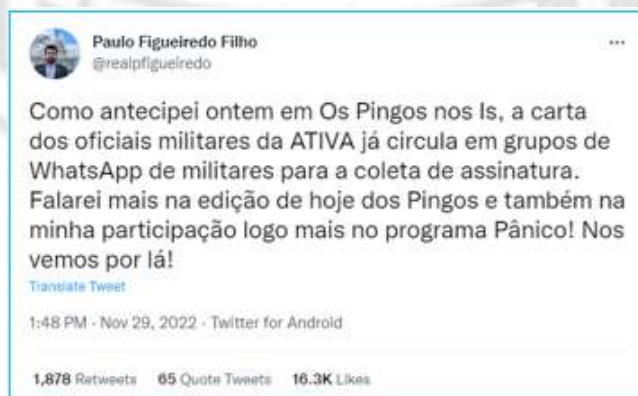 Paulo Figueiredo Filho
@realpfigueiredo
Como antecipei ontem em Os Pingos nos Is, a carta
dos oficiais militares da ATIVA já circula em grupos de
WhatsApp de militares para a coleta de assinatura.
Falarei mais na edição de hoje dos Pingos e também na
minha participação logo mais no programa Pânico! Nos
vemos por lá!
Translate Tweet
1:48 PM · Nov 29, 2022 · Twitter for Android
1,878 Retweets 65 Quote Tweets 16.3K Likes